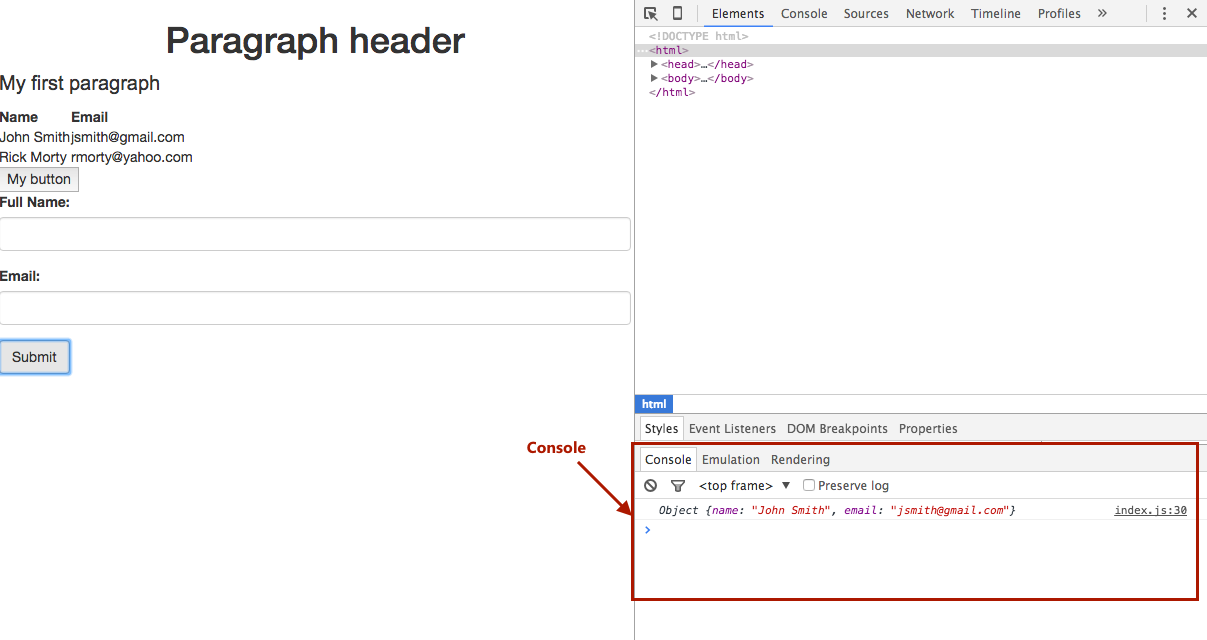 Paragraph header
My first paragraph
Name Email
John Smith jsmith@gmail.com
Rick Morty rmorty@yahoo.com
My button
Full Name:
Email:
Submit
Console
Elements Console Sources Network Timeline Profiles »
<!DOCTYPE html>
…<html>
▶<head>…</head>
▶<body>…</body>
</html>
html
Styles Event Listeners DOM Breakpoints Properties
Console Emulation Rendering
<top frame> ▼ Preserve log
Object {name: "John Smith", email: "jsmith@gmail.com"} index.js:30
>